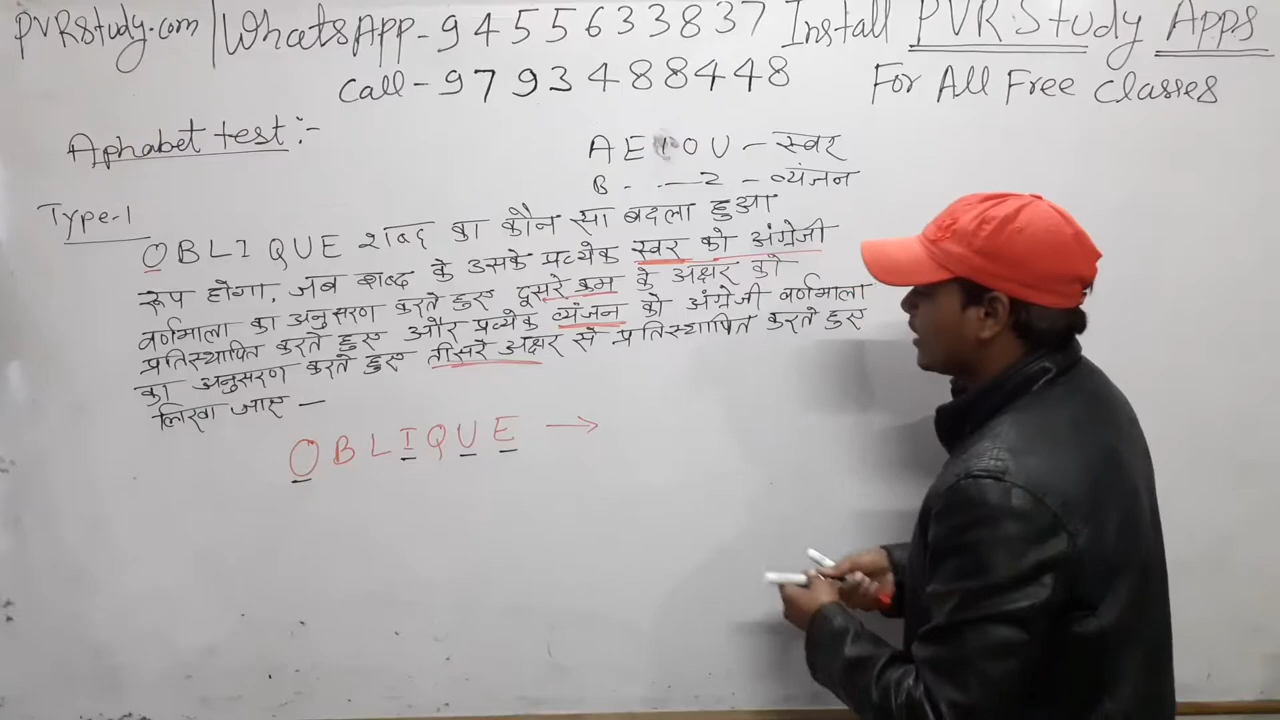 PVRStudy.com | WhatsApp - 9455633837 Install PVR Study Apps
Call - 9793488448 For All Free Classes
Aphabet test :-
A E I O U - स्वर
B - - — Z - व्यंजन
Type-1
OBLIQUE शब्द का कौन सा बदला हुआ
रूप होगा, जब शब्द के उसके प्रत्येक स्वर को अंग्रेजी
वर्णमाला का अनुसरण करते हुए दूसरे क्रम के अक्षर को
प्रतिस्थापित करते हुए और प्रत्येक व्यंजन को अंग्रेजी वर्णमाला
का अनुसरण करते हुए तीसरे अक्षर से प्रतिस्थापित करते हुए
लिखा जाए —
OBLIQUE →